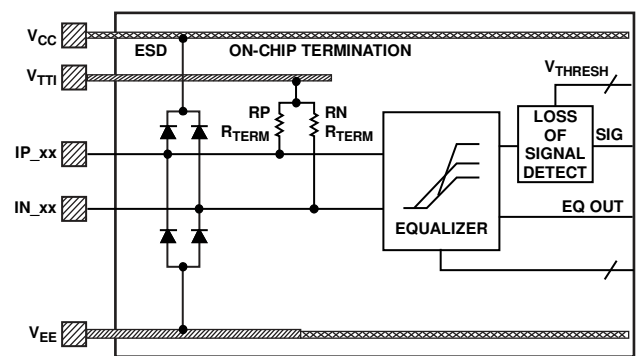 VCC
ESD
ON-CHIP TERMINATION
VTTI
VTHRESH
RP
RTERM
RN
RTERM
LOSS
OF
SIGNAL
DETECT
SIG
IP_xx
IN_xx
EQUALIZER
EQ OUT
VEE